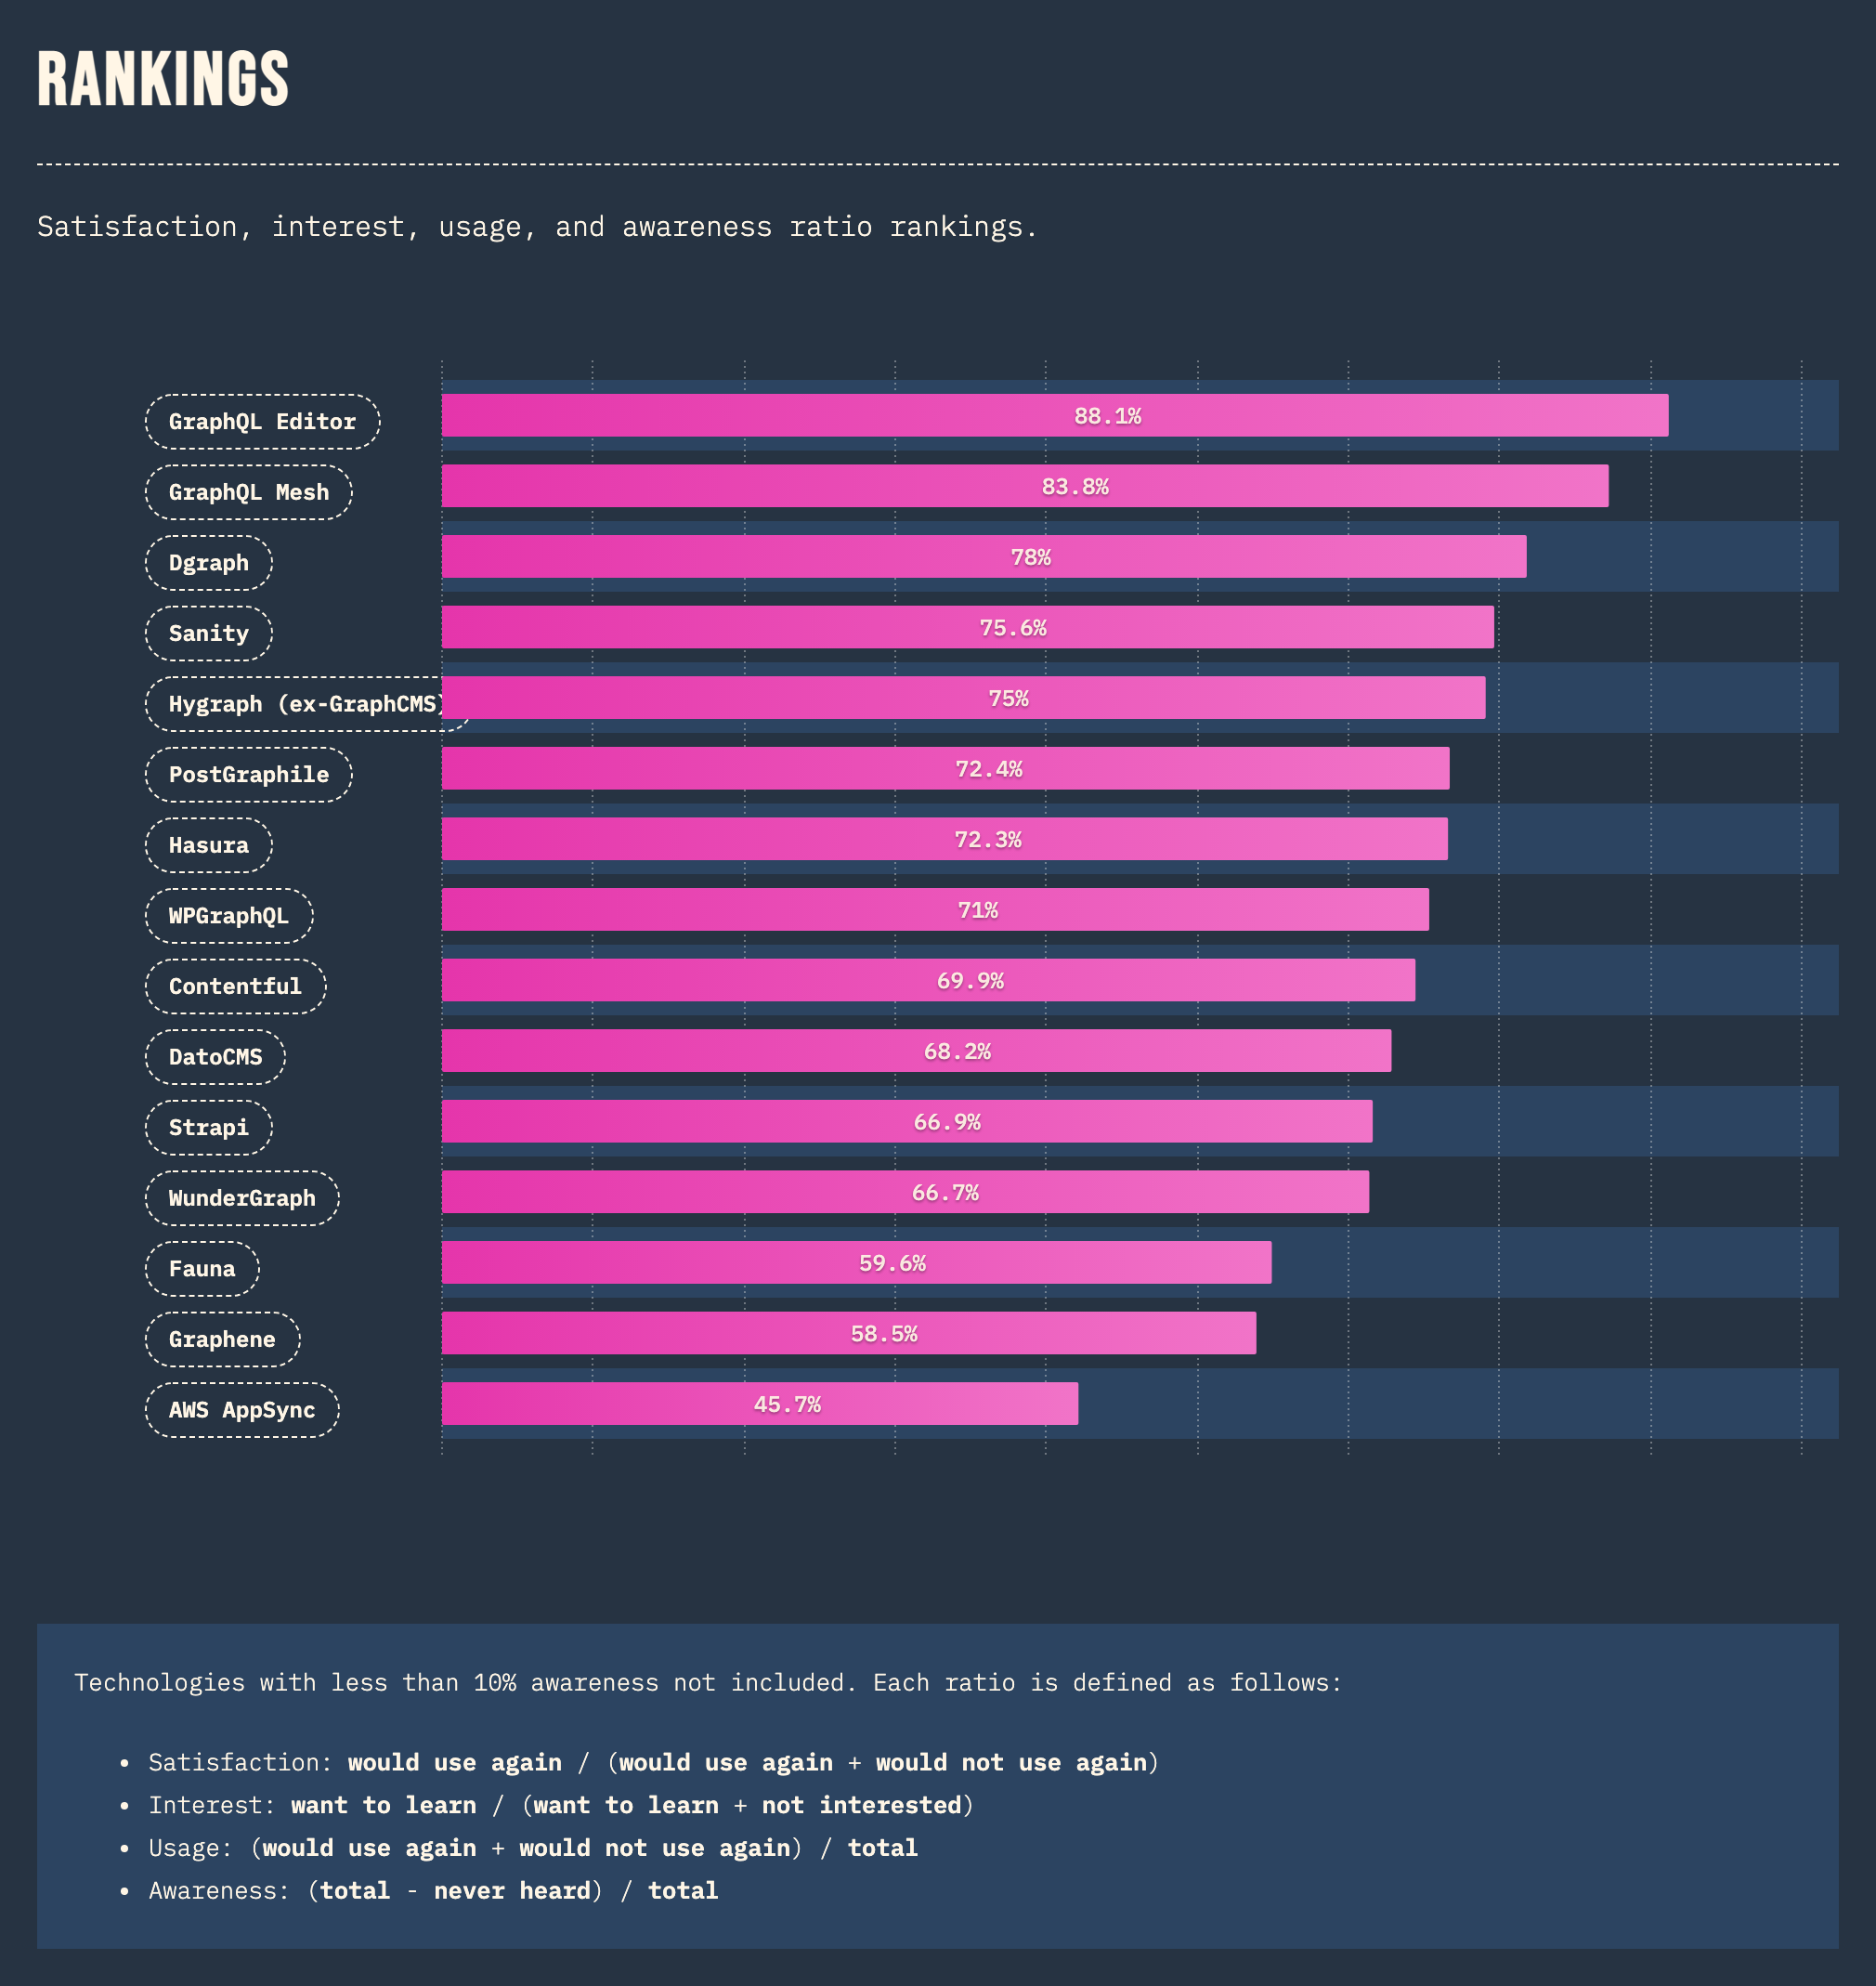 RANKINGS
Satisfaction, interest, usage, and awareness ratio rankings.
GraphQL Editor 88.1%
GraphQL Mesh 83.8%
Dgraph 78%
Sanity 75.6%
Hygraph (ex-GraphCMS) 75%
PostGraphile 72.4%
Hasura 72.3%
WPGraphQL 71%
Contentful 69.9%
DatoCMS 68.2%
Strapi 66.9%
WunderGraph 66.7%
Fauna 59.6%
Graphene 58.5%
AWS AppSync 45.7%
Technologies with less than 10% awareness not included. Each ratio is defined as follows:
• Satisfaction: would use again / (would use again + would not use again)
• Interest: want to learn / (want to learn + not interested)
• Usage: (would use again + would not use again) / total
• Awareness: (total - never heard) / total